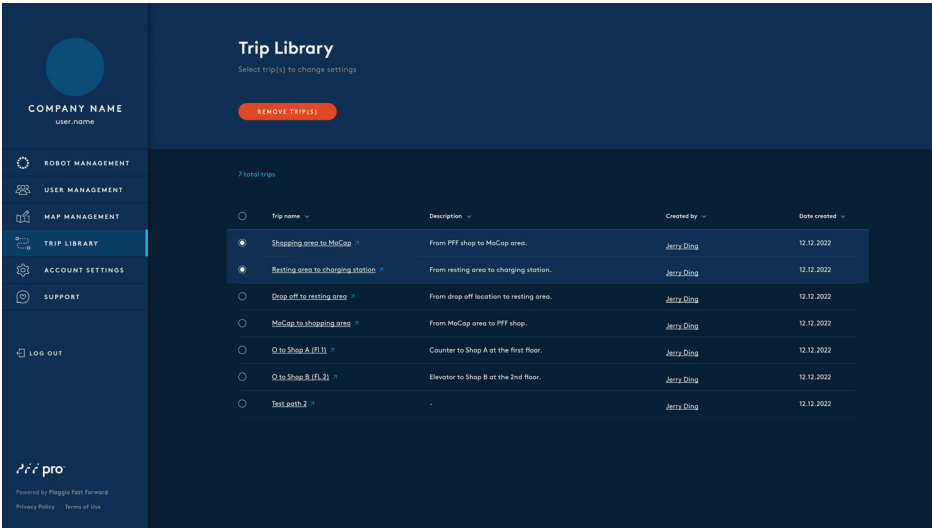 COMPANY NAME
user.name
ROBOT MANAGEMENT
USER MANAGEMENT
MAP MANAGEMENT
TRIP LIBRARY
ACCOUNT SETTINGS
SUPPORT
LOG OUT
pro
Powered by Piaggio Fast Forward
Privacy Policy Terms of Use
Trip Library
Select trip(s) to change settings
REMOVE TRIP(S)
7 total trips
Trip name Description Created by Date created
Shopping area to MoCap From PFF shop to MoCap area. Jerry Ding 12.12.2022
Resting area to charging station From resting area to charging station. Jerry Ding 12.12.2022
Drop off to resting area From drop off location to resting area. Jerry Ding 12.12.2022
MoCap to shopping area From MoCap area to PFF shop. Jerry Ding 12.12.2022
O to Shop A (Fl 1) Counter to Shop A at the first floor. Jerry Ding 12.12.2022
O to Shop B (FL 2) Elevator to Shop B at the 2nd floor. Jerry Ding 12.12.2022
Test path 2 - Jerry Ding 12.12.2022